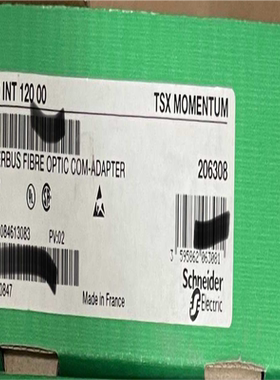 INT 120 00
TSX MOMENTUM
ERBUS FIBRE OPTIC COM-ADAPTER
206308
084613083
PV:02
3 595862 063081
0847
Made in France
Schneider
Electric